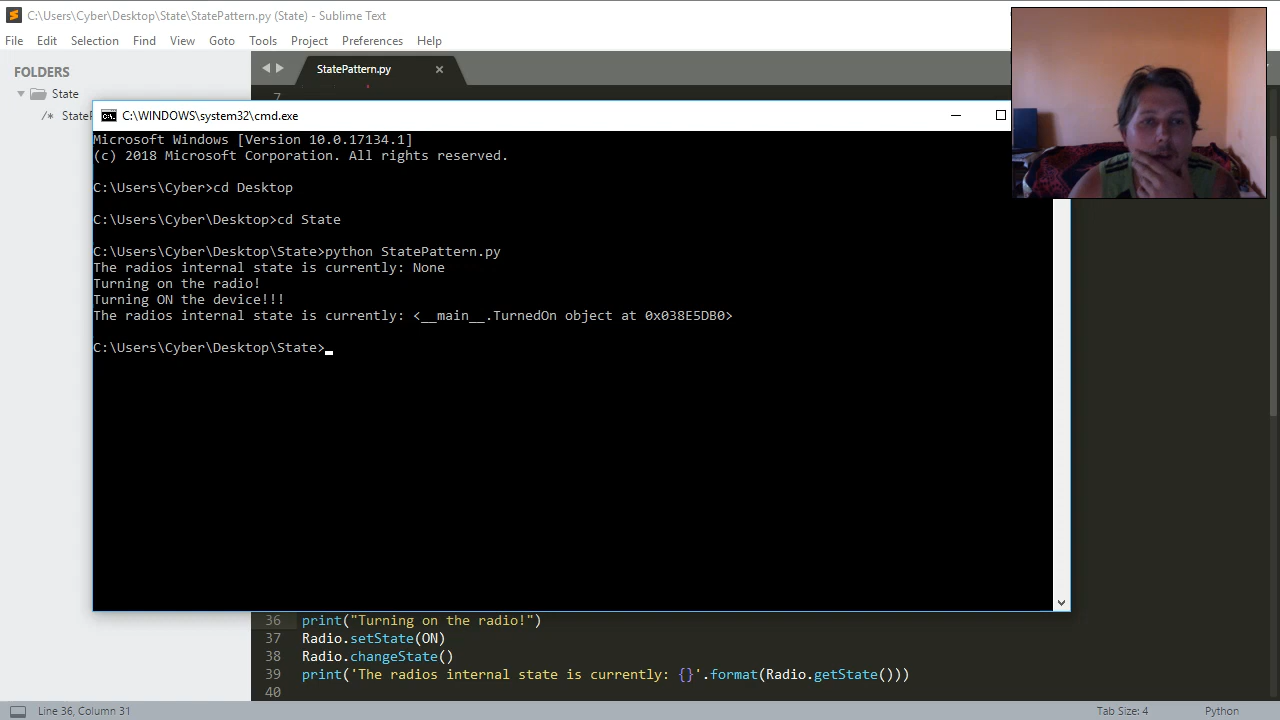 C:\Users\Cyber\Desktop\State\StatePattern.py (State) - Sublime Text
File Edit Selection Find View Goto Tools Project Preferences Help
FOLDERS
State
/*
StatePattern.py ×
7
C:\WINDOWS\system32\cmd.exe
Microsoft Windows [Version 10.0.17134.1]
(c) 2018 Microsoft Corporation. All rights reserved.
C:\Users\Cyber>cd Desktop
C:\Users\Cyber\Desktop>cd State
C:\Users\Cyber\Desktop\State>python StatePattern.py
The radios internal state is currently: None
Turning on the radio!
Turning ON the device!!!
The radios internal state is currently: <__main__.TurnedOn object at 0x038E5DB0>
C:\Users\Cyber\Desktop\State>
36 print("Turning on the radio!")
37 Radio.setState(ON)
38 Radio.changeState()
39 print('The radios internal state is currently: {}'.format(Radio.getState()))
40
Line 36, Column 31
Tab Size: 4
Python